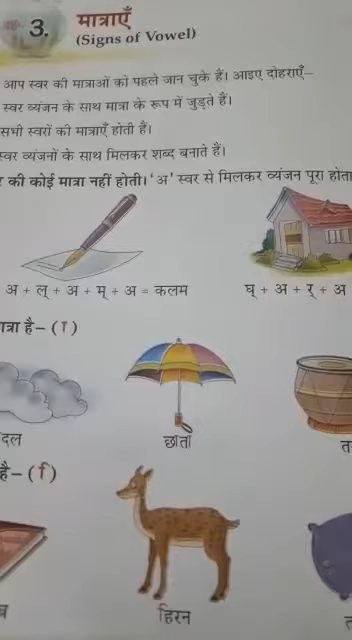 3. मात्राएँ
(Signs of Vowel)
आप स्वर की मात्राओं को पहले जान चुके हैं। आइए दोहराएँ–
स्वर व्यंजन के साथ मात्रा के रूप में जुड़ते हैं।
सभी स्वरों की मात्राएँ होती हैं।
स्वर व्यंजनों के साथ मिलकर शब्द बनाते हैं।
की कोई मात्रा नहीं होती। 'अ' स्वर से मिलकर व्यंजन पूरा होता
अ + ल् + अ + म् + अ = कलम घ् + अ + र् + अ
है– (ा)
छाता
है– (ि)
हिरन